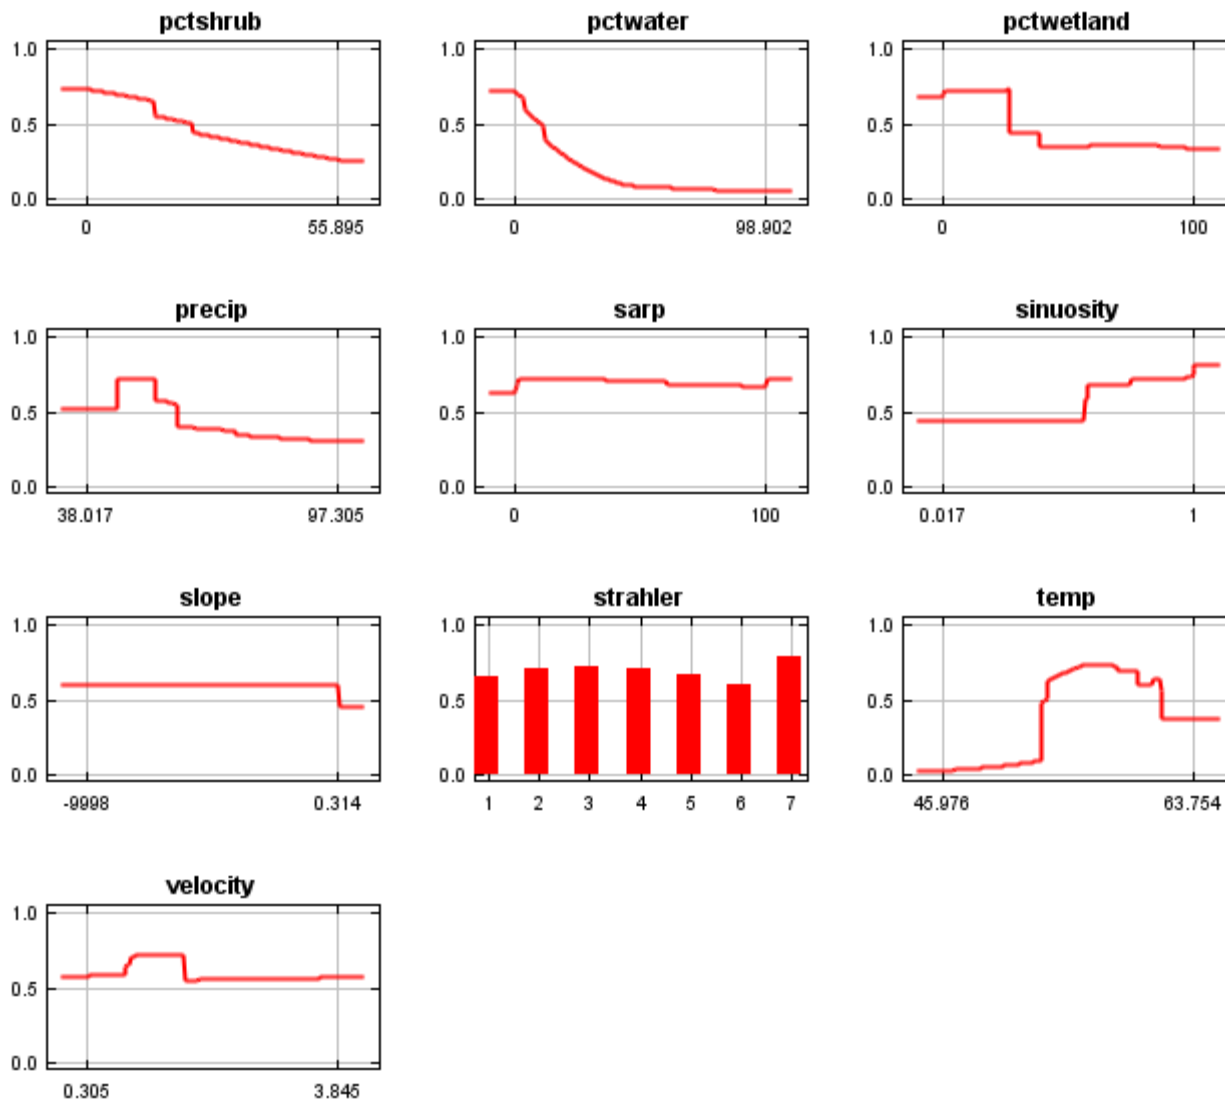 pctshrub pctwater pctwetland
1.0 1.0 1.0
0.5 0.5 0.5
0.0 0.0 0.0
0 55.895 0 98.902 0 100
precip sarp sinuosity
1.0 1.0 1.0
0.5 0.5 0.5
0.0 0.0 0.0
38.017 97.305 0 100 0.017 1
slope strahler temp
1.0 1.0 1.0
0.5 0.5 0.5
0.0 0.0 0.0
-9998 0.314 1 2 3 4 5 6 7 45.976 63.754
velocity
1.0
0.5
0.0
0.305 3.845